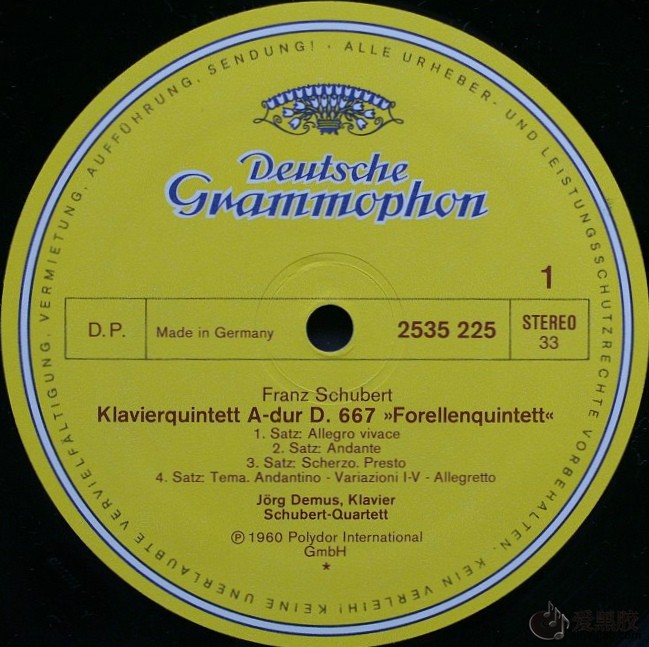 ALLE URHEBER- UND LEISTUNGSSCHUTZRECHTE VORBEHALTEN. KEIN VERLEIH! KEINE UNERLAUBTE VERVIELFÄLTIGUNG, VERMIETUNG, AUFFÜHRUNG, SENDUNG! ·
Deutsche
Grammophon
1
D.P.
Made in Germany
2535 225
STEREO
33
Franz Schubert
Klavierquintett A-dur D. 667 »Forellenquintett«
1. Satz: Allegro vivace
2. Satz: Andante
3. Satz: Scherzo. Presto
4. Satz: Tema. Andantino - Variazioni I-V - Allegretto
Jörg Demus, Klavier
Schubert-Quartett
Ⓟ 1960 Polydor International
GmbH
*
爱黑胶